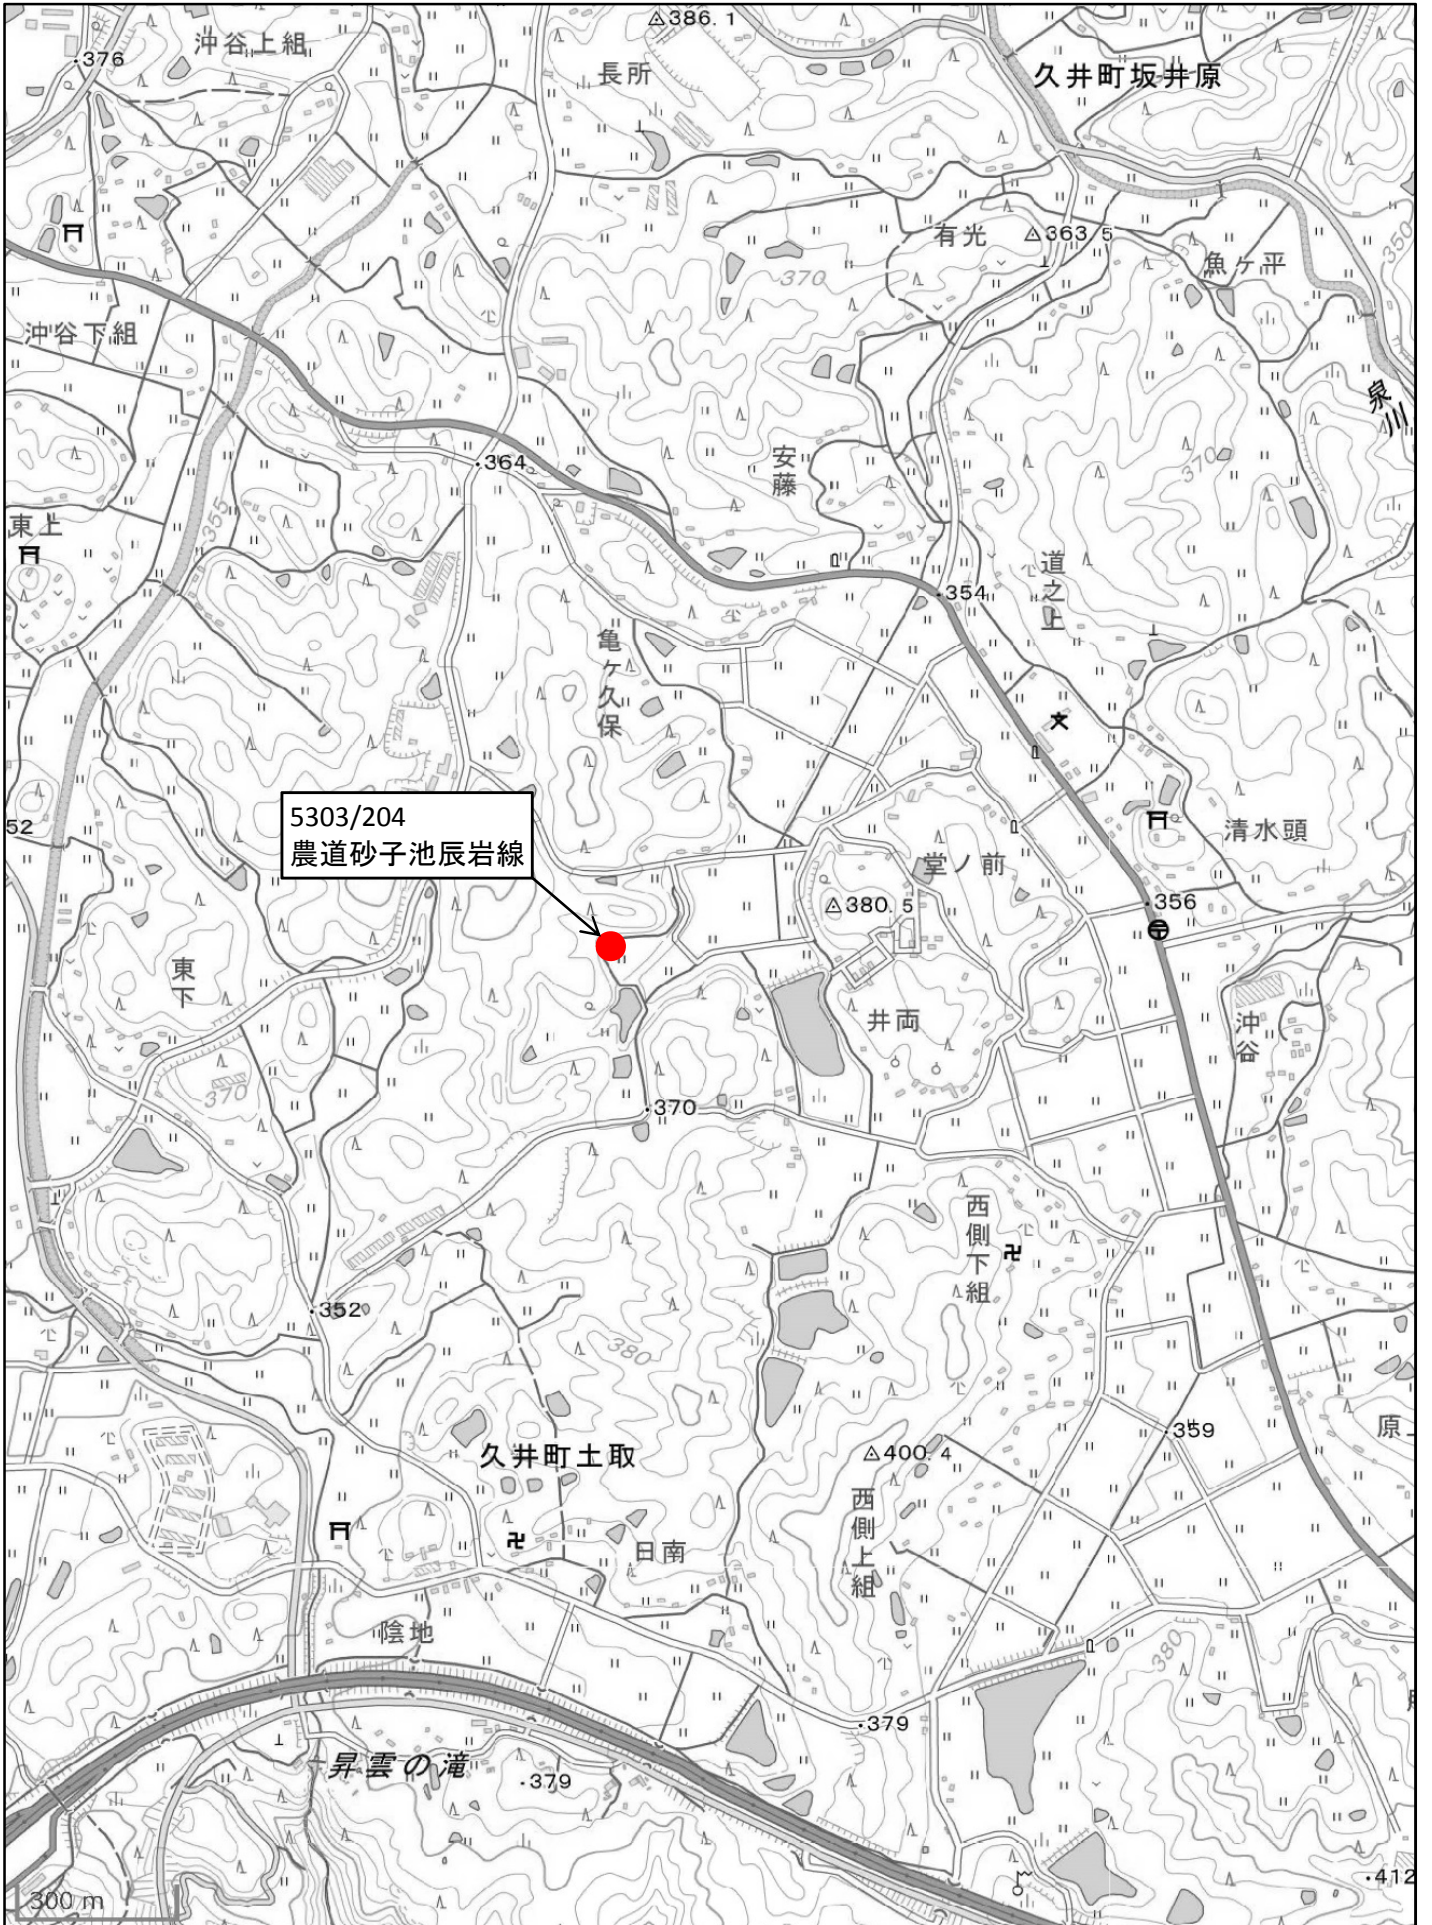 386.1
沖谷上組
376
長所
久井町坂井原
有光
363.5
350
魚ヶ平
370
沖谷下組
泉川
364
安藤
370
355
東上
道之上
354
亀ヶ久保
5303/204
農道砂子池辰岩線
52
清水頭
堂ノ前
380.5
356
東下
井両
沖谷
370
370
西側下組
352
380
359
原
久井町土取
400.4
西側上組
日南
陰地
380
379
昇雲の滝
379
412
300 m